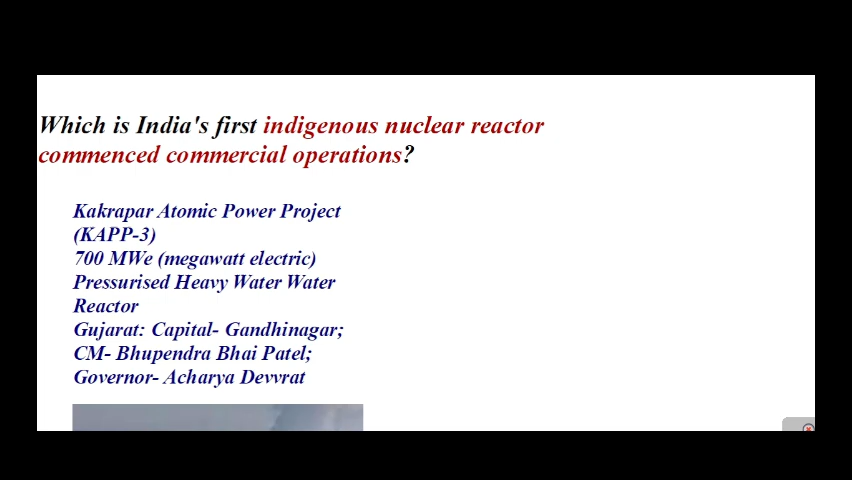 Which is India's first indigenous nuclear reactor
commenced commercial operations?
Kakrapar Atomic Power Project
(KAPP-3)
700 MWe (megawatt electric)
Pressurised Heavy Water Water
Reactor
Gujarat: Capital- Gandhinagar;
CM- Bhupendra Bhai Patel;
Governor- Acharya Devvrat